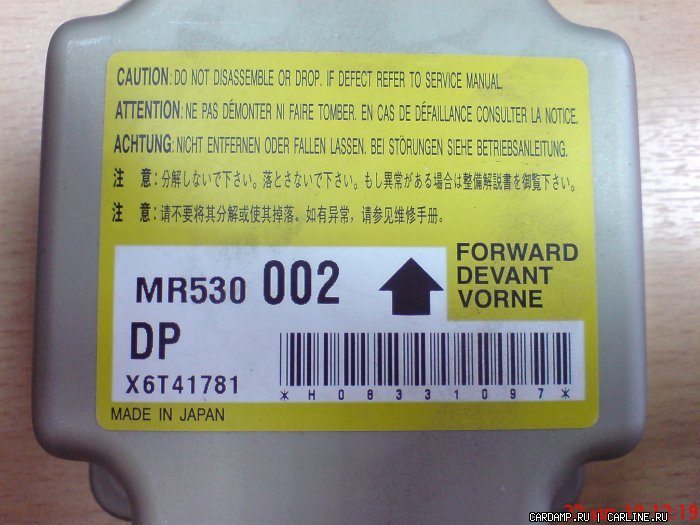 CAUTION: DO NOT DISASSEMBLE OR DROP. IF DEFECT REFER TO SERVICE MANUAL.
ATTENTION: NE PAS DÉMONTER NI FAIRE TOMBER. EN CAS DE DÉFAILLANCE CONSULTER LA NOTICE.
ACHTUNG: NICHT ENTFERNEN ODER FALLEN LASSEN. BEI STÖRUNGEN SIEHE BETRIEBSANLEITUNG.
注 意:分解しないで下さい。落とさないで下さい。もし異常がある場合は整備解説書を御覧下さい。
注 意:请不要将其分解或使其掉落。如有异常,请参见维修手册。
MR530 002
FORWARD
DEVANT
VORNE
DP
X6T41781
*H08331097*
MADE IN JAPAN
CARDAMP.RU | CARLINE.RU